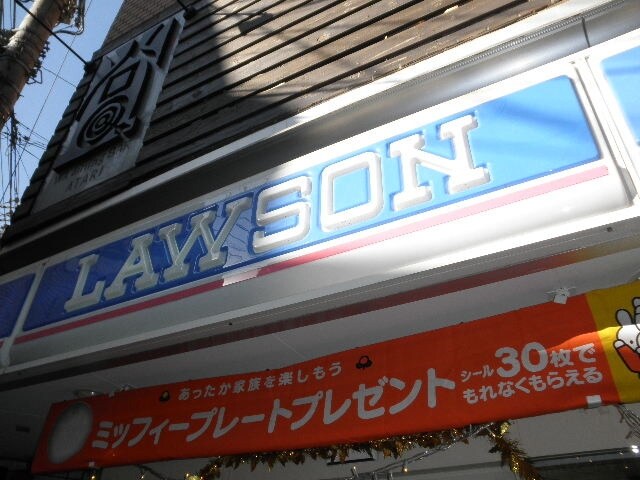 ATARI
LAWSON
あったか家族を楽しもう
ミッフィープレートプレゼント
シール30枚で
もれなくもらえる